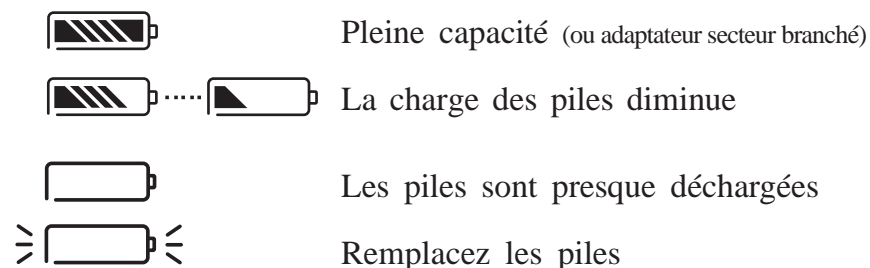 Pleine capacité (ou adaptateur secteur branché)
La charge des piles diminue
Les piles sont presque déchargées
Remplacez les piles